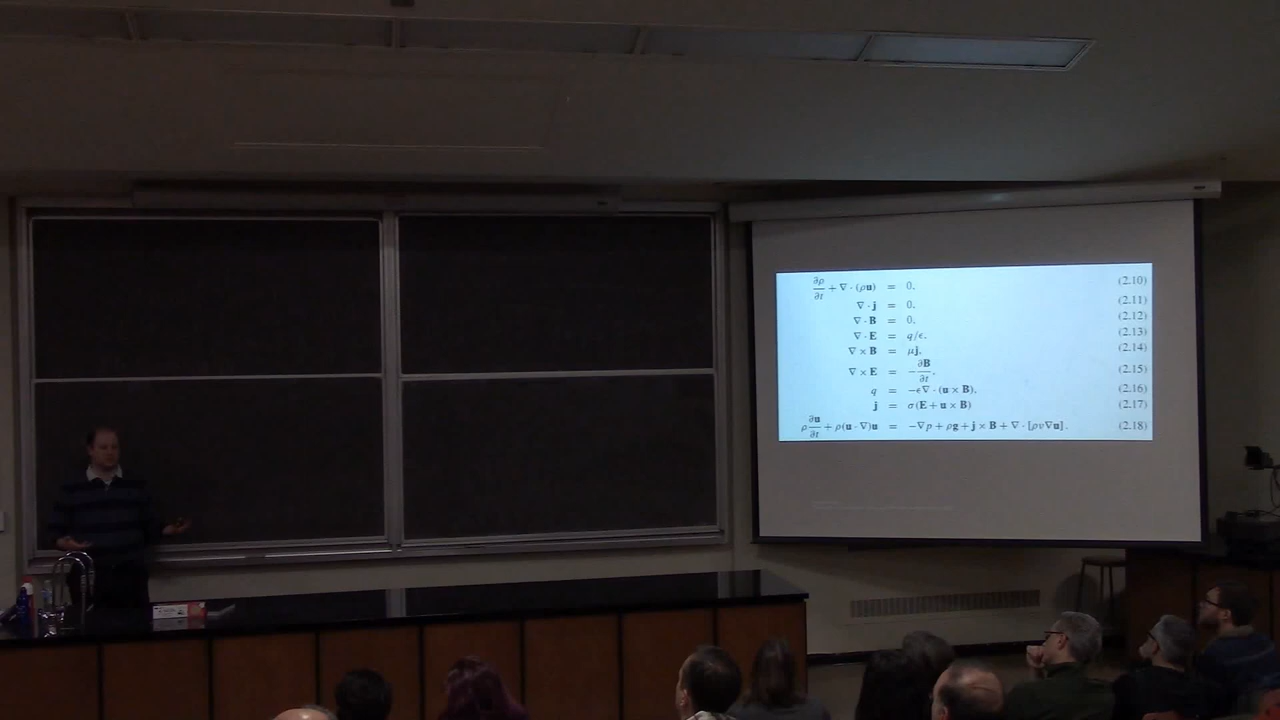 ∂ρ/∂t + ∇ · (ρu) = 0, (2.10)
∇ · j = 0, (2.11)
∇ · B = 0, (2.12)
∇ · E = q/ϵ, (2.13)
∇ × B = μj, (2.14)
∇ × E = −∂B/∂t, (2.15)
q = −ϵ∇ · (u × B), (2.16)
j = σ(E + u × B) (2.17)
ρ∂u/∂t + ρ(u · ∇)u = −∇p + ρg + j × B + ∇ · [ρν∇u]. (2.18)